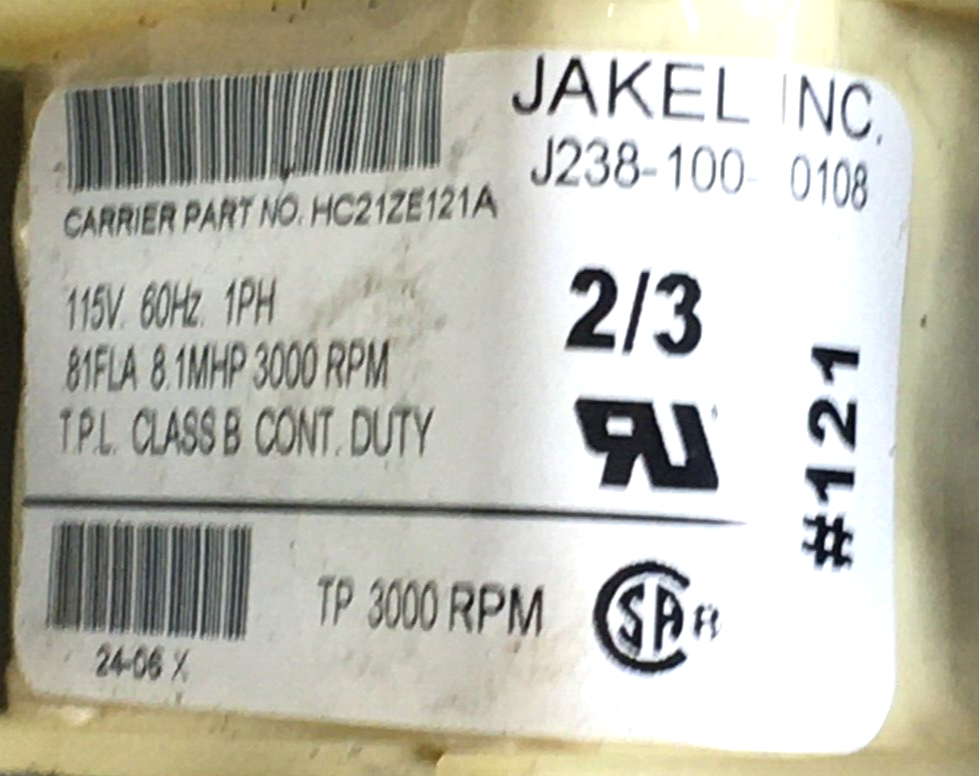 JAKEL INC.
J238-100- 0108
CARRIER PART NO. HC21ZE121A
115V. 60Hz. 1PH
.81FLA 8.1MHP 3000 RPM
T.P.L. CLASS B CONT. DUTY
2/3
#121
TP 3000 RPM
SA R
24-06 X